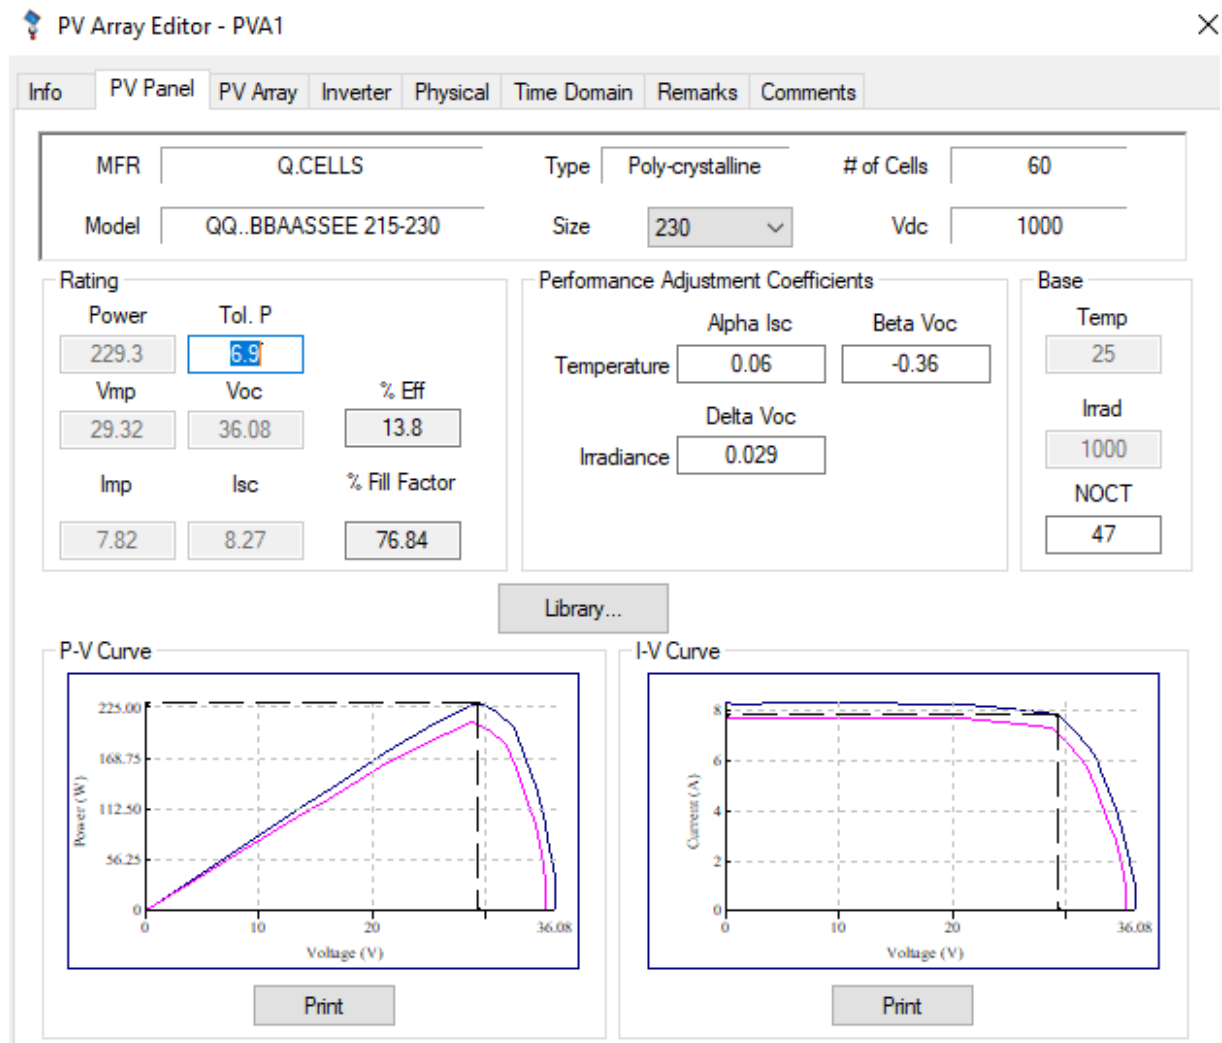 PV Array Editor - PVA1
Info PV Panel PV Array Inverter Physical Time Domain Remarks Comments
MFR Q.CELLS Type Poly-crystalline # of Cells 60
Model QQ..BBAASSEE 215-230 Size 230 Vdc 1000
Rating
Power Tol. P
229.3 6.9
Vmp Voc % Eff
29.32 36.08 13.8
Imp Isc % Fill Factor
7.82 8.27 76.84
Performance Adjustment Coefficients
Alpha Isc Beta Voc
Temperature 0.06 -0.36
Delta Voc
Irradiance 0.029
Base
Temp
25
Irrad
1000
NOCT
47
Library...
P-V Curve
225.00
168.75
112.50
56.25
0
Power (W)
0 10 20 36.08
Voltage (V)
Print
I-V Curve
8
6
4
2
0
Current (A)
0 10 20 36.08
Voltage (V)
Print